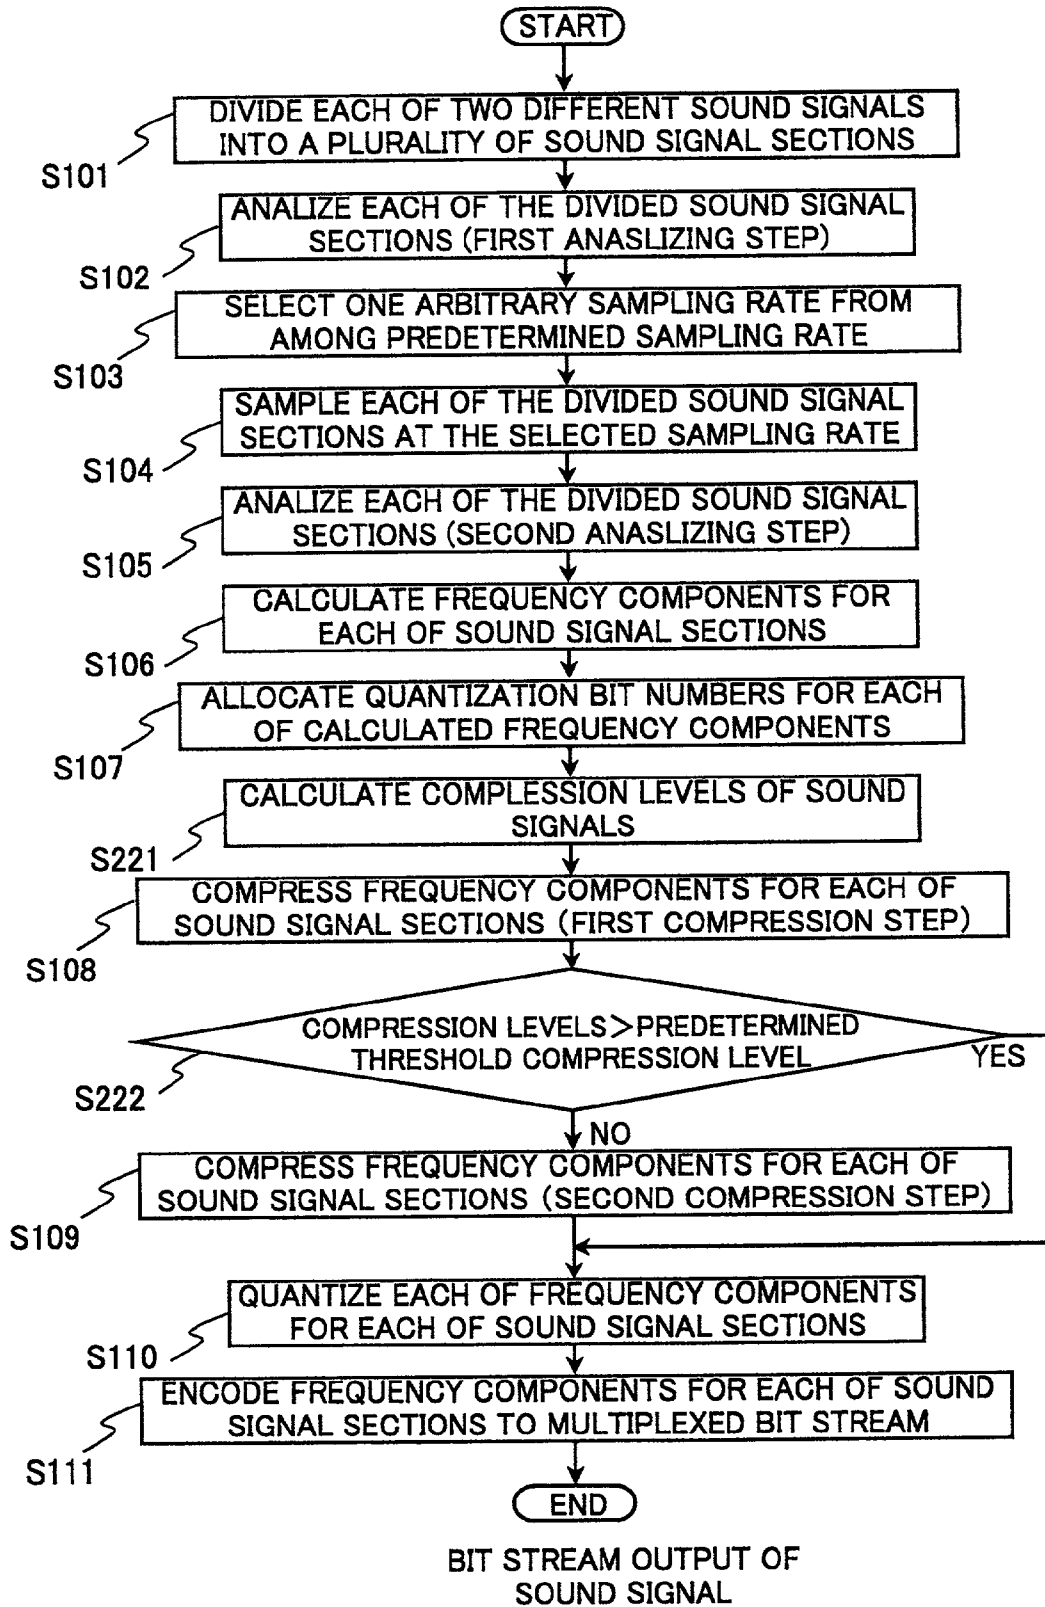 START
DIVIDE EACH OF TWO DIFFERENT SOUND SIGNALS
INTO A PLURALITY OF SOUND SIGNAL SECTIONS
S101
ANALIZE EACH OF THE DIVIDED SOUND SIGNAL
SECTIONS (FIRST ANASLIZING STEP)
S102
SELECT ONE ARBITRARY SAMPLING RATE FROM
AMONG PREDETERMINED SAMPLING RATE
S103
SAMPLE EACH OF THE DIVIDED SOUND SIGNAL
SECTIONS AT THE SELECTED SAMPLING RATE
S104
ANALIZE EACH OF THE DIVIDED SOUND SIGNAL
SECTIONS (SECOND ANASLIZING STEP)
S105
CALCULATE FREQUENCY COMPONENTS FOR
EACH OF SOUND SIGNAL SECTIONS
S106
ALLOCATE QUANTIZATION BIT NUMBERS FOR EACH
OF CALCULATED FREQUENCY COMPONENTS
S107
CALCULATE COMPLESSION LEVELS OF SOUND
SIGNALS
S221
COMPRESS FREQUENCY COMPONENTS FOR EACH OF
SOUND SIGNAL SECTIONS (FIRST COMPRESSION STEP)
S108
COMPRESSION LEVELS>PREDETERMINED
THRESHOLD COMPRESSION LEVEL
YES
S222
NO
COMPRESS FREQUENCY COMPONENTS FOR EACH OF
SOUND SIGNAL SECTIONS (SECOND COMPRESSION STEP)
S109
QUANTIZE EACH OF FREQUENCY COMPONENTS
FOR EACH OF SOUND SIGNAL SECTIONS
S110
ENCODE FREQUENCY COMPONENTS FOR EACH OF SOUND
SIGNAL SECTIONS TO MULTIPLEXED BIT STREAM
S111
END
BIT STREAM OUTPUT OF
SOUND SIGNAL